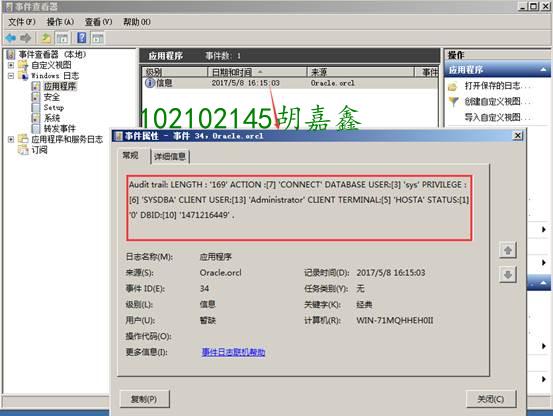 事件查看器
文件(F) 操作(A) 查看(V) 帮助(H)
事件查看器 (本地)
自定义视图
Windows 日志
应用程序
安全
Setup
系统
转发事件
应用程序和服务日志
订阅
应用程序 事件数: 1
级别 日期和时间 来源 事件
信息 2017/5/8 16:15:03 Oracle.orcl
操作
应用程序
打开保存的日志...
创建自定义视图...
导入自定义视图...
102102145胡嘉鑫
事件属性 - 事件 34, Oracle.orcl
常规 详细信息
Audit trail: LENGTH : '169' ACTION :[7] 'CONNECT' DATABASE USER:[3] 'sys' PRIVILEGE :
[6] 'SYSDBA' CLIENT USER:[13] 'Administrator' CLIENT TERMINAL:[5] 'HOSTA' STATUS:[1]
'0' DBID:[10] '1471216449' .
日志名称(M): 应用程序
来源(S): Oracle.orcl 记录时间(D): 2017/5/8 16:15:03
事件 ID(E): 34 任务类别(Y): 无
级别(L): 信息 关键字(K): 经典
用户(U): 暂缺 计算机(R): WIN-71MQHHEH0II
操作代码(O):
更多信息(I): 事件日志联机帮助
复制(P) 关闭(C)